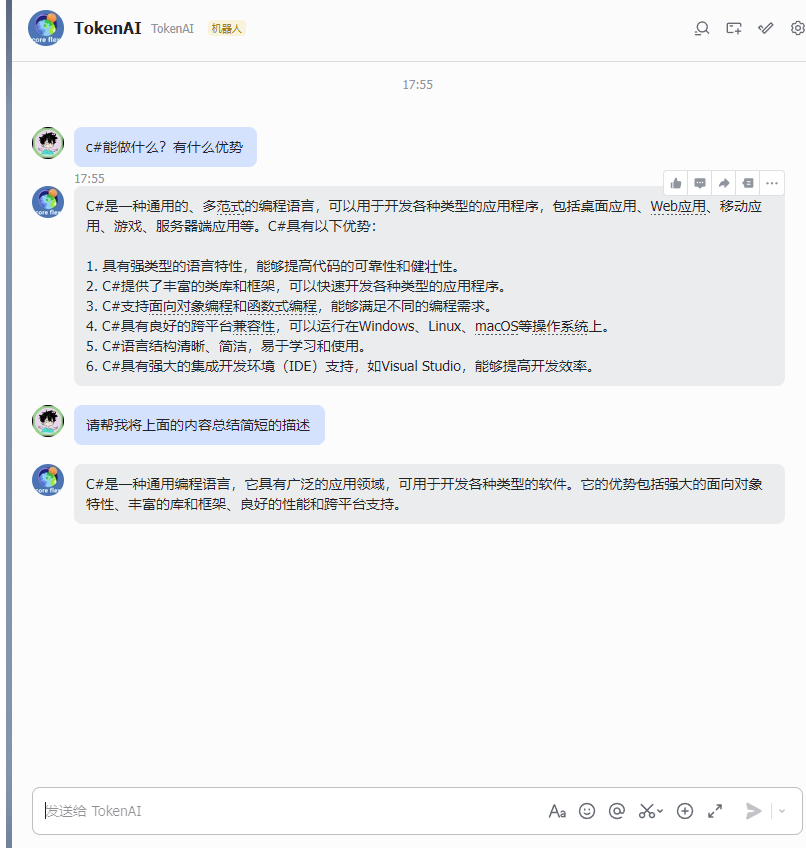 TokenAI TokenAI 机器人
17:55
c#能做什么？有什么优势
17:55
C#是一种通用的、多范式的编程语言，可以用于开发各种类型的应用程序，包括桌面应用、Web应用、移动应
用、游戏、服务器端应用等。C#具有以下优势：
1. 具有强类型的语言特性，能够提高代码的可靠性和健壮性。
2. C#提供了丰富的类库和框架，可以快速开发各种类型的应用程序。
3. C#支持面向对象编程和函数式编程，能够满足不同的编程需求。
4. C#具有良好的跨平台兼容性，可以运行在Windows、Linux、macOS等操作系统上。
5. C#语言结构清晰、简洁，易于学习和使用。
6. C#具有强大的集成开发环境（IDE）支持，如Visual Studio，能够提高开发效率。
请帮我将上面的内容总结简短的描述
C#是一种通用编程语言，它具有广泛的应用领域，可用于开发各种类型的软件。它的优势包括强大的面向对象
特性、丰富的库和框架、良好的性能和跨平台支持。
发送给 TokenAI
Aa